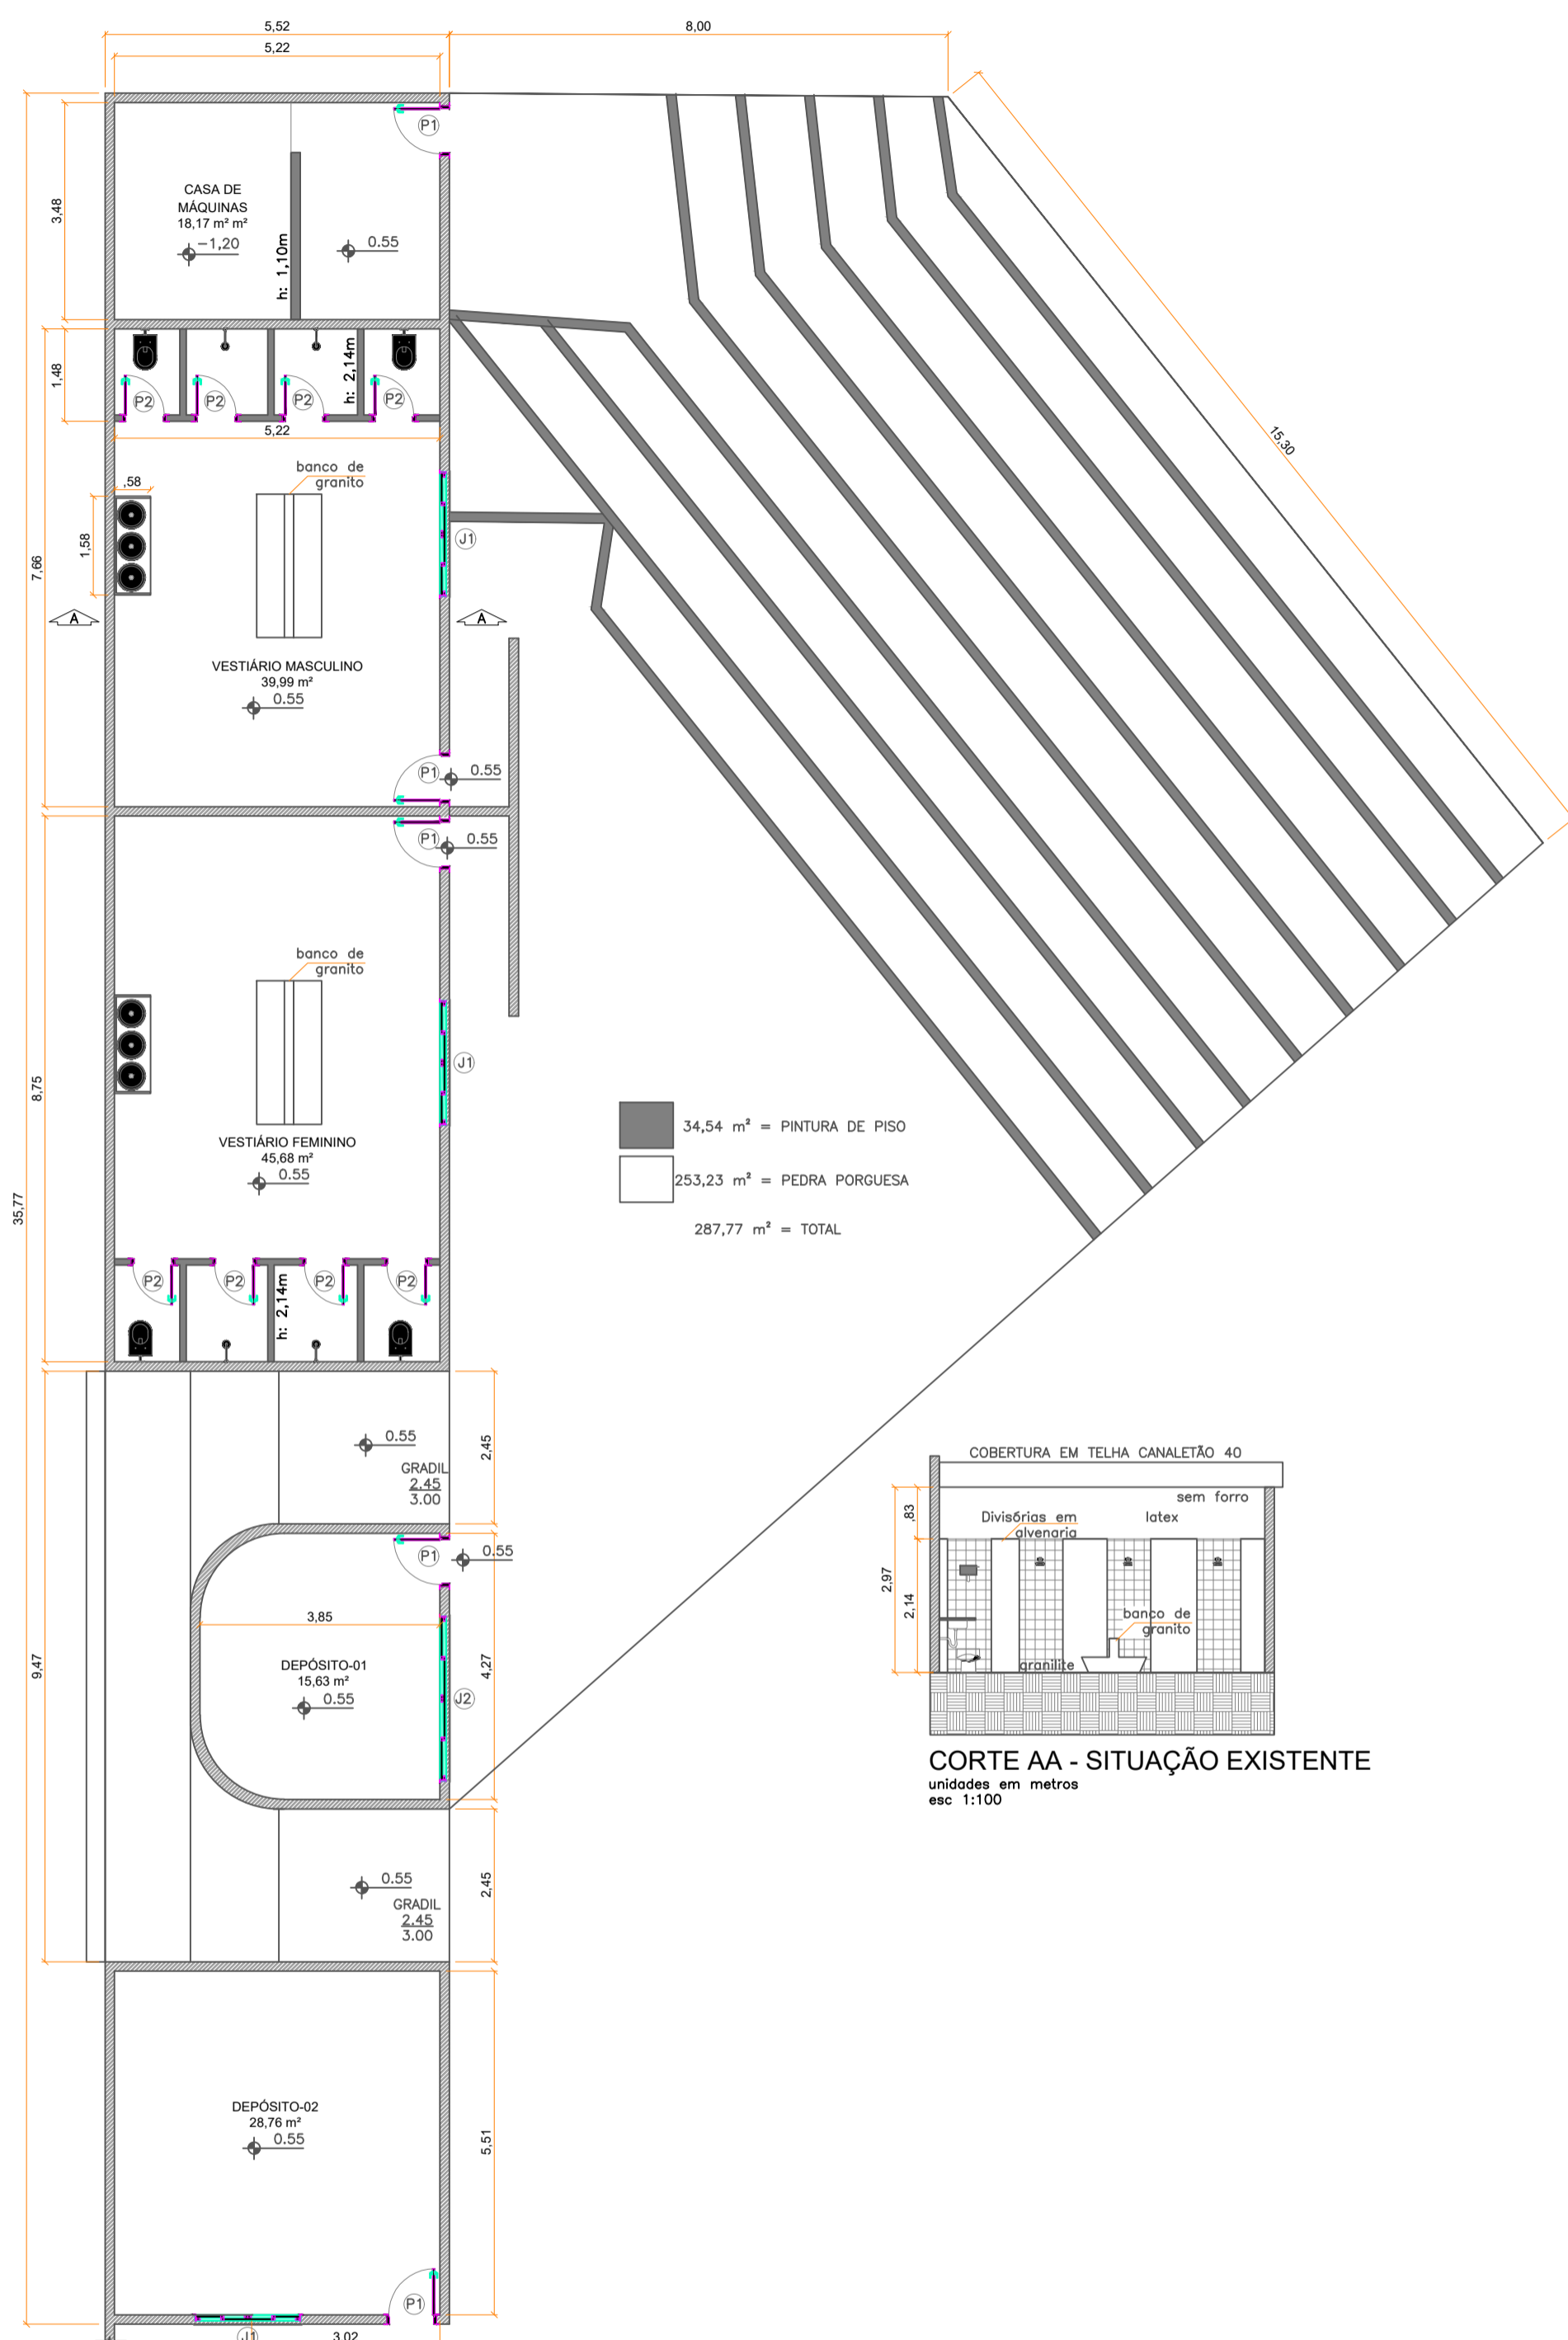 5,52
8,00
5,22
P1
15,30
3,48
CASA DE
MÁQUINAS
18,17 m² m²
-1,20
0.55
h: 1,10m
1,48
h: 2,14m
P2
P2
P2
P2
5,22
banco de
granito
,58
1,58
J1
7,66
A
A
VESTIÁRIO MASCULINO
39,99 m²
0.55
P1
0.55
P1
0.55
banco de
granito
J1
8,75
VESTIÁRIO FEMININO
45,68 m²
0.55
34,54 m² = PINTURA DE PISO
253,23 m² = PEDRA PORGUESA
287,77 m² = TOTAL
35,77
P2
P2
P2
P2
h: 2,14m
0.55
2,45
GRADIL
2.45
3.00
P1
0.55
3,85
9,47
DEPÓSITO-01
15,63 m²
0.55
4,27
J2
0.55
GRADIL
2.45
3.00
2,45
COBERTURA EM TELHA CANALETÃO 40
sem forro
,83
Divisórias em
alvenaria
latex
2,97
2,14
banco de
granito
granilite
CORTE AA - SITUAÇÃO EXISTENTE
unidades em metros
esc 1:100
DEPÓSITO-02
28,76 m²
0.55
5,51
P1
J1
3,02